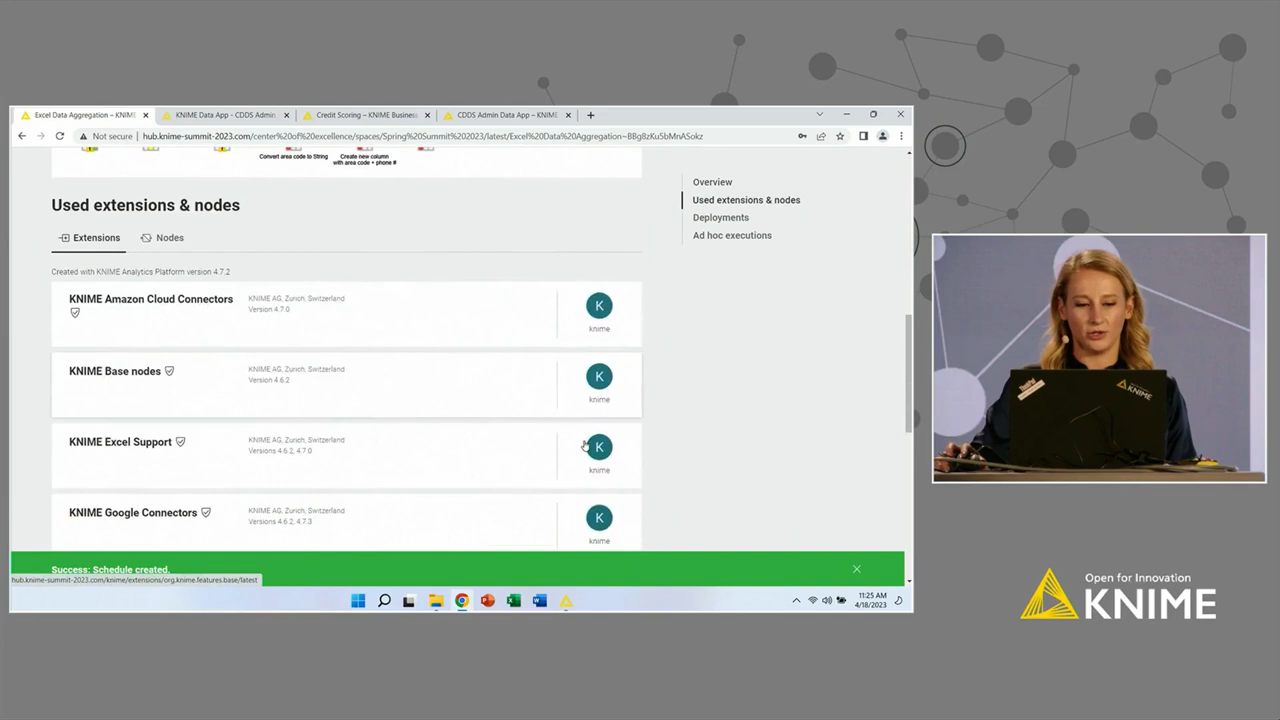 Excel Data Aggregation – KNIME
KNIME Data App - CDDS Admin
Credit Scoring – KNIME Business
CDDS Admin Data App – KNIME
Not secure
hub.knime-summit-2023.com/center%20of%20excellence/spaces/Spring%20Summit%202023/latest/Excel%20Data%20Aggregation~BBg8zKu5bMnASokz
Convert area code to String
Create new column
with area code + phone #
Used extensions & nodes
Overview
Used extensions & nodes
Deployments
Ad hoc executions
Extensions
Nodes
Created with KNIME Analytics Platform version 4.7.2
KNIME Amazon Cloud Connectors
KNIME AG, Zurich, Switzerland
Version 4.7.0
K
knime
KNIME Base nodes
KNIME AG, Zurich, Switzerland
Version 4.6.2
K
knime
KNIME Excel Support
KNIME AG, Zurich, Switzerland
Versions 4.6.2, 4.7.0
K
knime
KNIME Google Connectors
KNIME AG, Zurich, Switzerland
Versions 4.6.2, 4.7.3
K
knime
Success: Schedule created.
hub.knime-summit-2023.com/knime/extensions/org.knime.features.base/latest
11:25 AM
4/18/2023
KNIME
Open for Innovation
KNIME